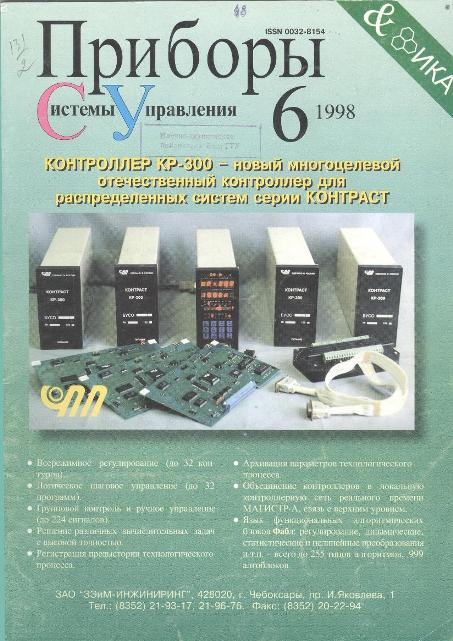 48
131
2
ISSN 0032-8154
& ИКА
Приборы
Системы Управления
6 1998
КОНТРОЛЛЕР КР-300 – новый многоцелевой
отечественный контроллер для
распределенных систем серии КОНТРАСТ
КОНТРАСТ КОНТРАСТ КОНТРАСТ КОНТРАСТ
КР-300 КР-300 КР-300 КР-300
• Всережимное регулирование (до 32 кон-
туров).
• Логическое шаговое управление (до 32
программ).
• Групповой контроль и ручное управление
(до 224 сигналов).
• Решение различных вычислительных задач
с высокой точностью.
• Регистрация предыстории технологического
процесса.
• Архивация параметров технологического
процесса.
• Объединение контроллеров в локальную
контроллерную сеть реального времени
МАГИСТР-А, связь с верхним уровнем.
• Язык функциональных алгоритмических
блоков Фабл: регулирование, динамические,
статистические и нелинейные преобразования
и т.п. - всего до 255 типов алгоритмов, 999
алгоблоков.
ЗАО "ЗЭиМ-ИНЖИНИРИНГ", 428020, г. Чебоксары, пр. И.Яковлева, 1
Тел.: (8352) 21-93-17, 21-96-76. Факс: (8352) 20-22-94